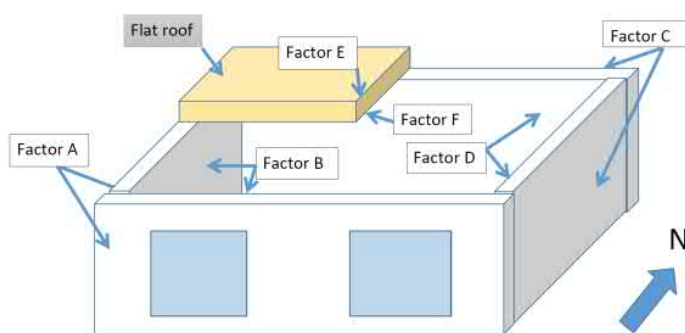 Flat roof
Factor E
Factor C
Factor F
Factor A
Factor B
Factor D
N